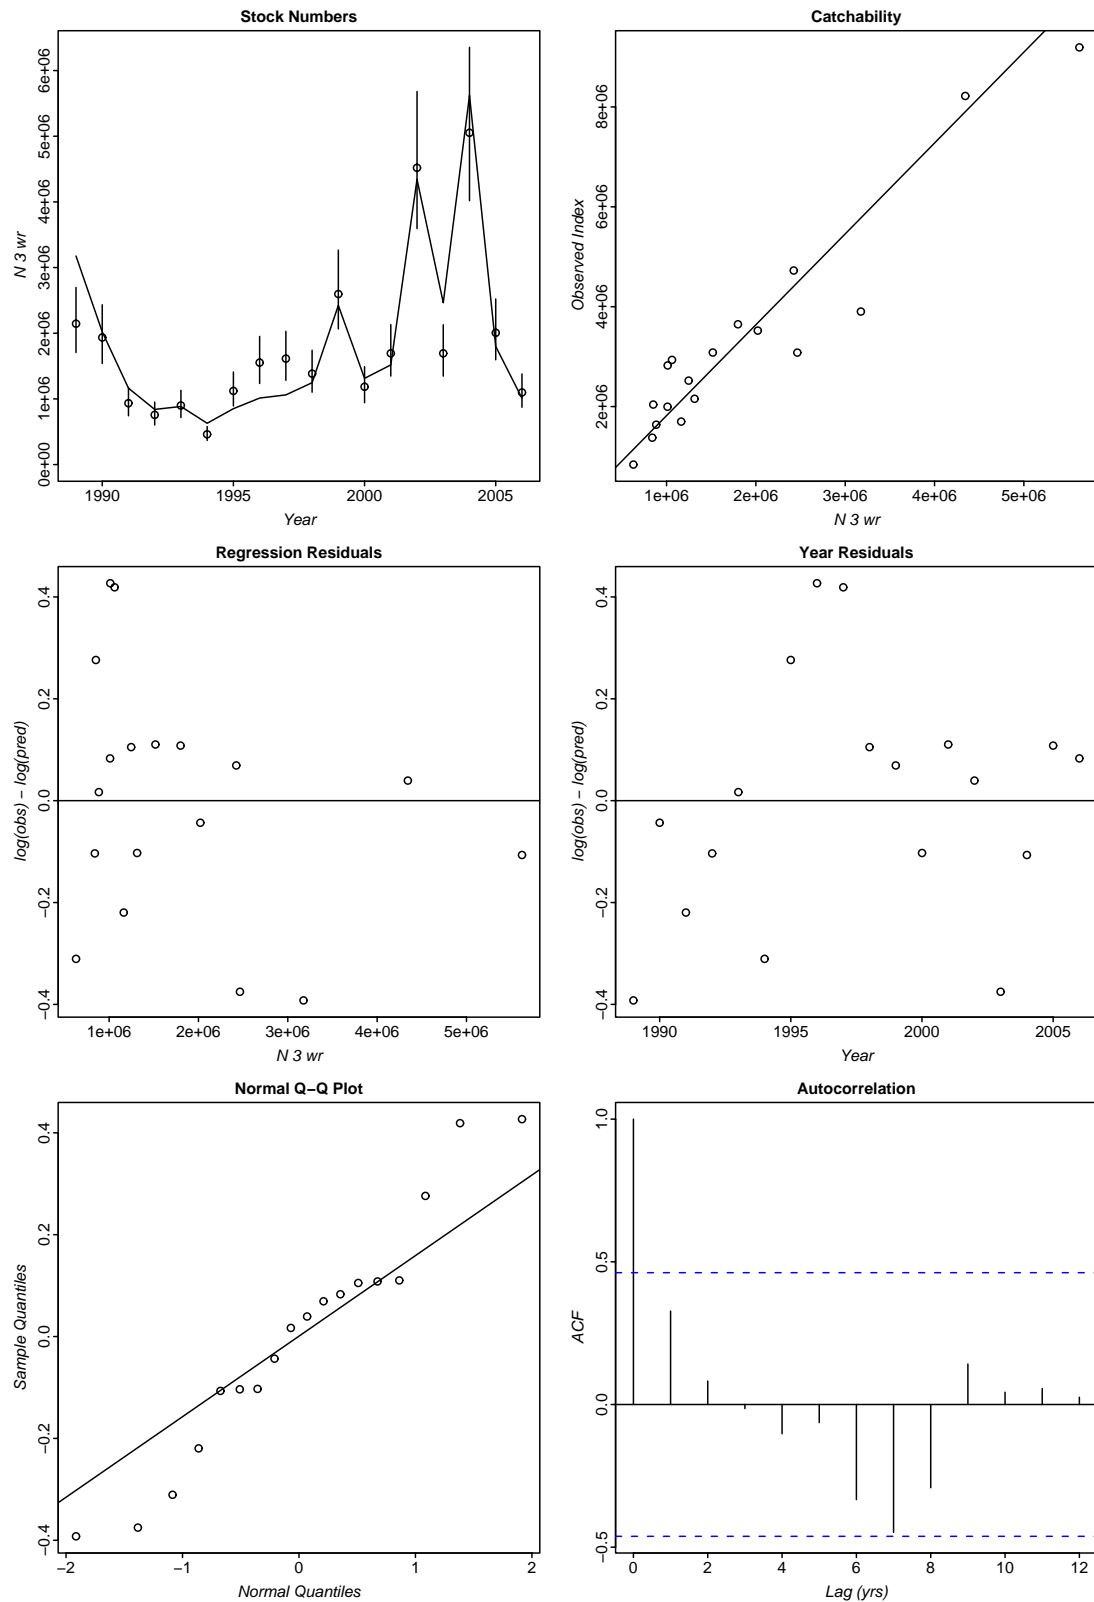 Stock Numbers
N 3 wr
0e+00 1e+06 2e+06 3e+06 4e+06 5e+06 6e+06
1990 1995 2000 2005
Year
Catchability
Observed Index
2e+06 4e+06 6e+06 8e+06
1e+06 2e+06 3e+06 4e+06 5e+06
N 3 wr
Regression Residuals
log(obs) − log(pred)
−0.4 −0.2 0.0 0.2 0.4
1e+06 2e+06 3e+06 4e+06 5e+06
N 3 wr
Year Residuals
log(obs) − log(pred)
−0.4 −0.2 0.0 0.2 0.4
1990 1995 2000 2005
Year
Normal Q−Q Plot
Sample Quantiles
−0.4 −0.2 0.0 0.2 0.4
−2 −1 0 1 2
Normal Quantiles
Autocorrelation
ACF
−0.5 0.0 0.5 1.0
0 2 4 6 8 10 12
Lag (yrs)